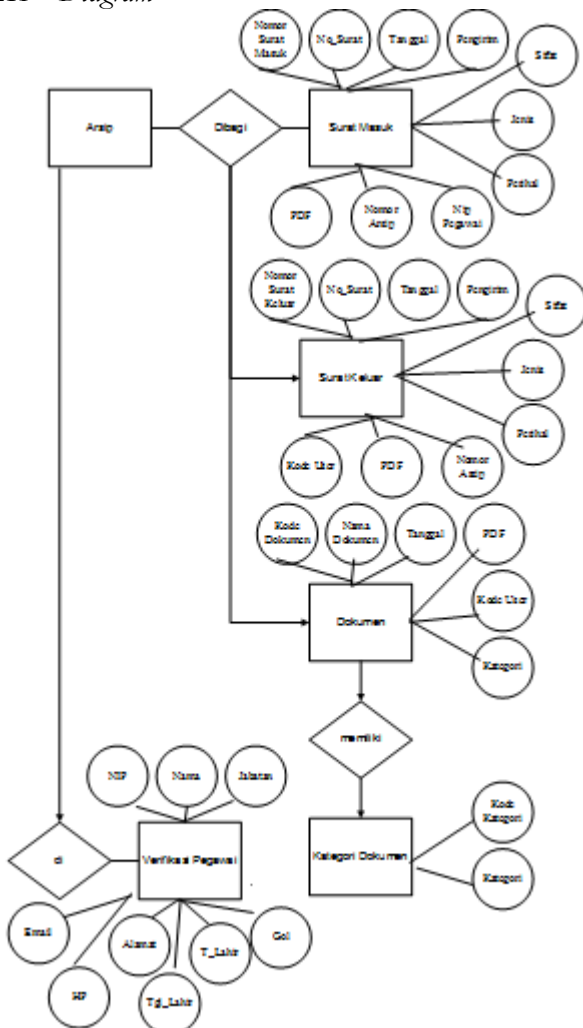 Diagram
Nomor
Surat
Masuk
No_Surat
Tanggal
Pengirim
Sifat
Arsip
Dibagi
Surat Masuk
Jenis
Perihal
PDF
Nomor
Arsip
Nip
Pegawai
Nomor
Surat
Keluar
No_Surat
Tanggal
Pengirim
Sifat
Surat Keluar
Jenis
Perihal
Kode User
PDF
Nomor
Arsip
Kode
Dokumen
Nama
Dokumen
Tanggal
PDF
Dokumen
Kode User
Kategori
memiliki
NIP
Nama
Jabatan
Kode
Kategori
di
Verifikasi Pegawai
Kategori Dokumen
Kategori
Email
Alamat
T_Lahir
Gol
HP
Tgl_Lahir